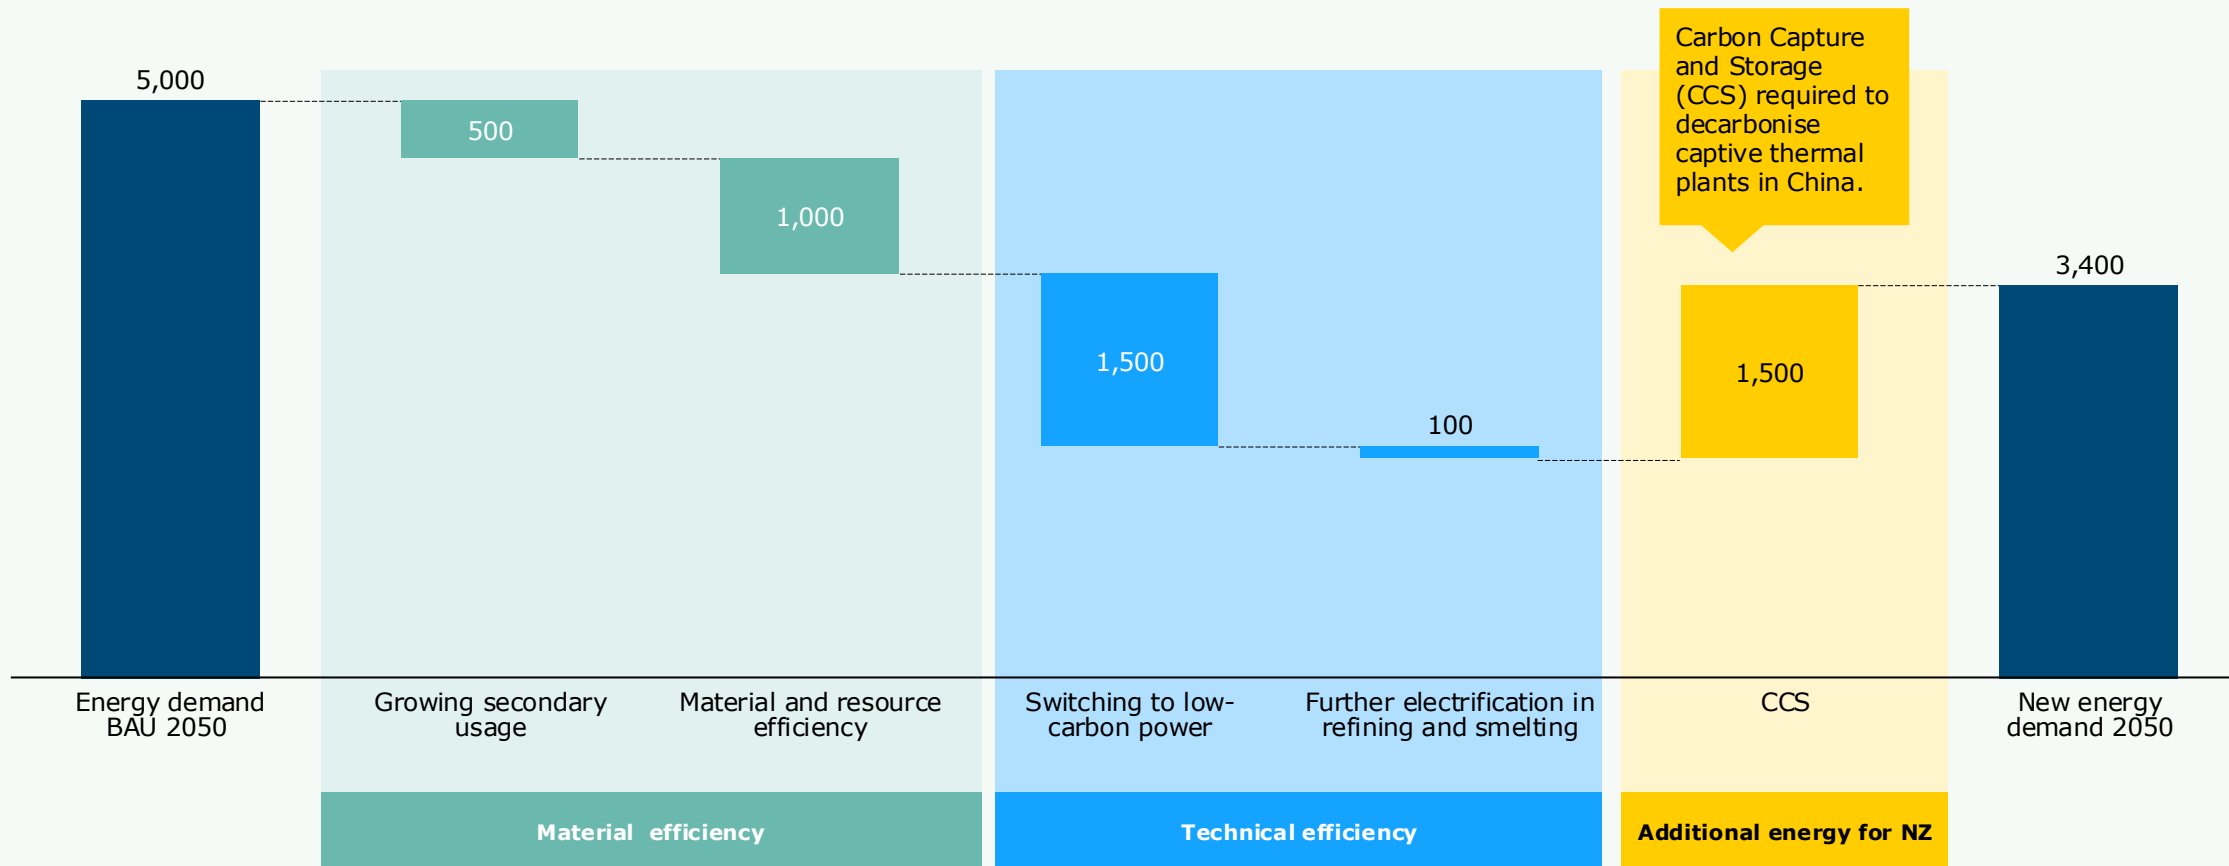 Carbon Capture
and Storage
(CCS) required to
decarbonise
captive thermal
plants in China.
5,000
500
1,000
1,500
100
1,500
3,400
Energy demand
BAU 2050
Growing secondary
usage
Material and resource
efficiency
Switching to low-
carbon power
Further electrification in
refining and smelting
CCS
New energy
demand 2050
Material efficiency
Technical efficiency
Additional energy for NZ